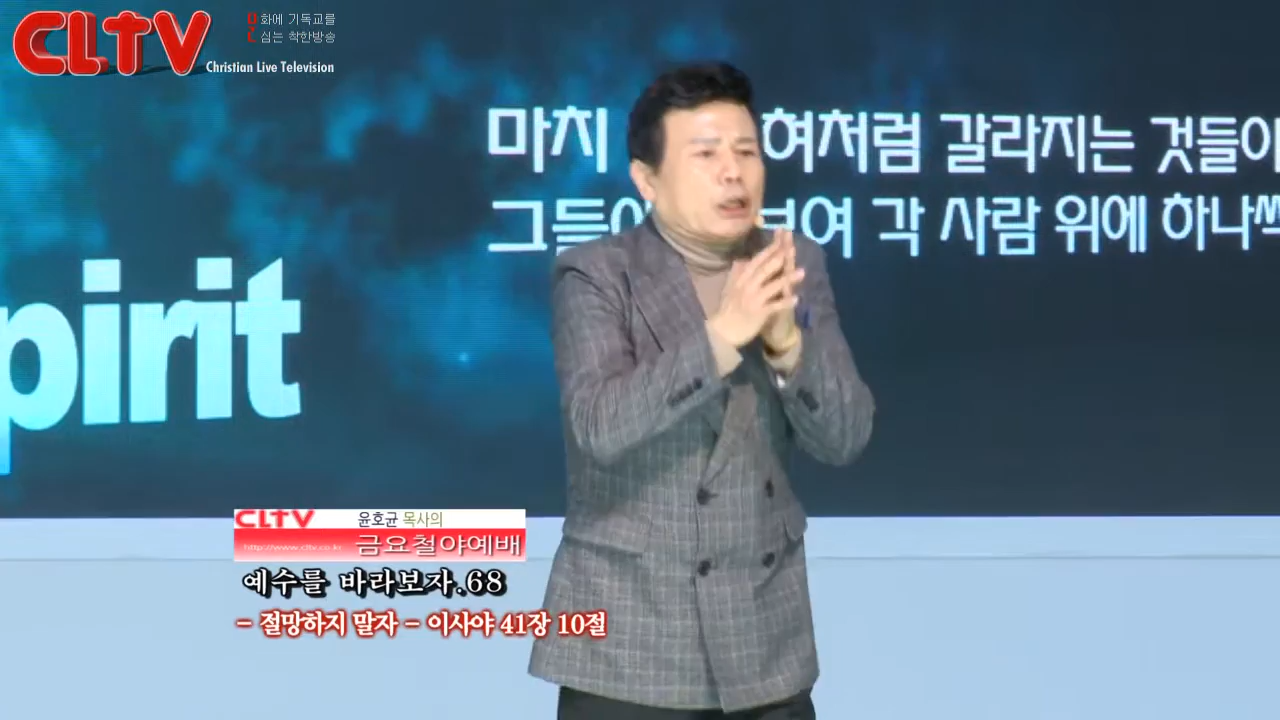 CLTV
문화에 기독교를
심는 착한방송
Christian Live Television
마치 혀처럼 갈라지는 것들이
그들 보여 각 사람 위에 하나씩
pirit
CLTV 윤호균 목사의
http://www.cltv.co.kr 금요철야예배
예수를 바라보자.68
- 절망하지 말자 - 이사야 41장 10절